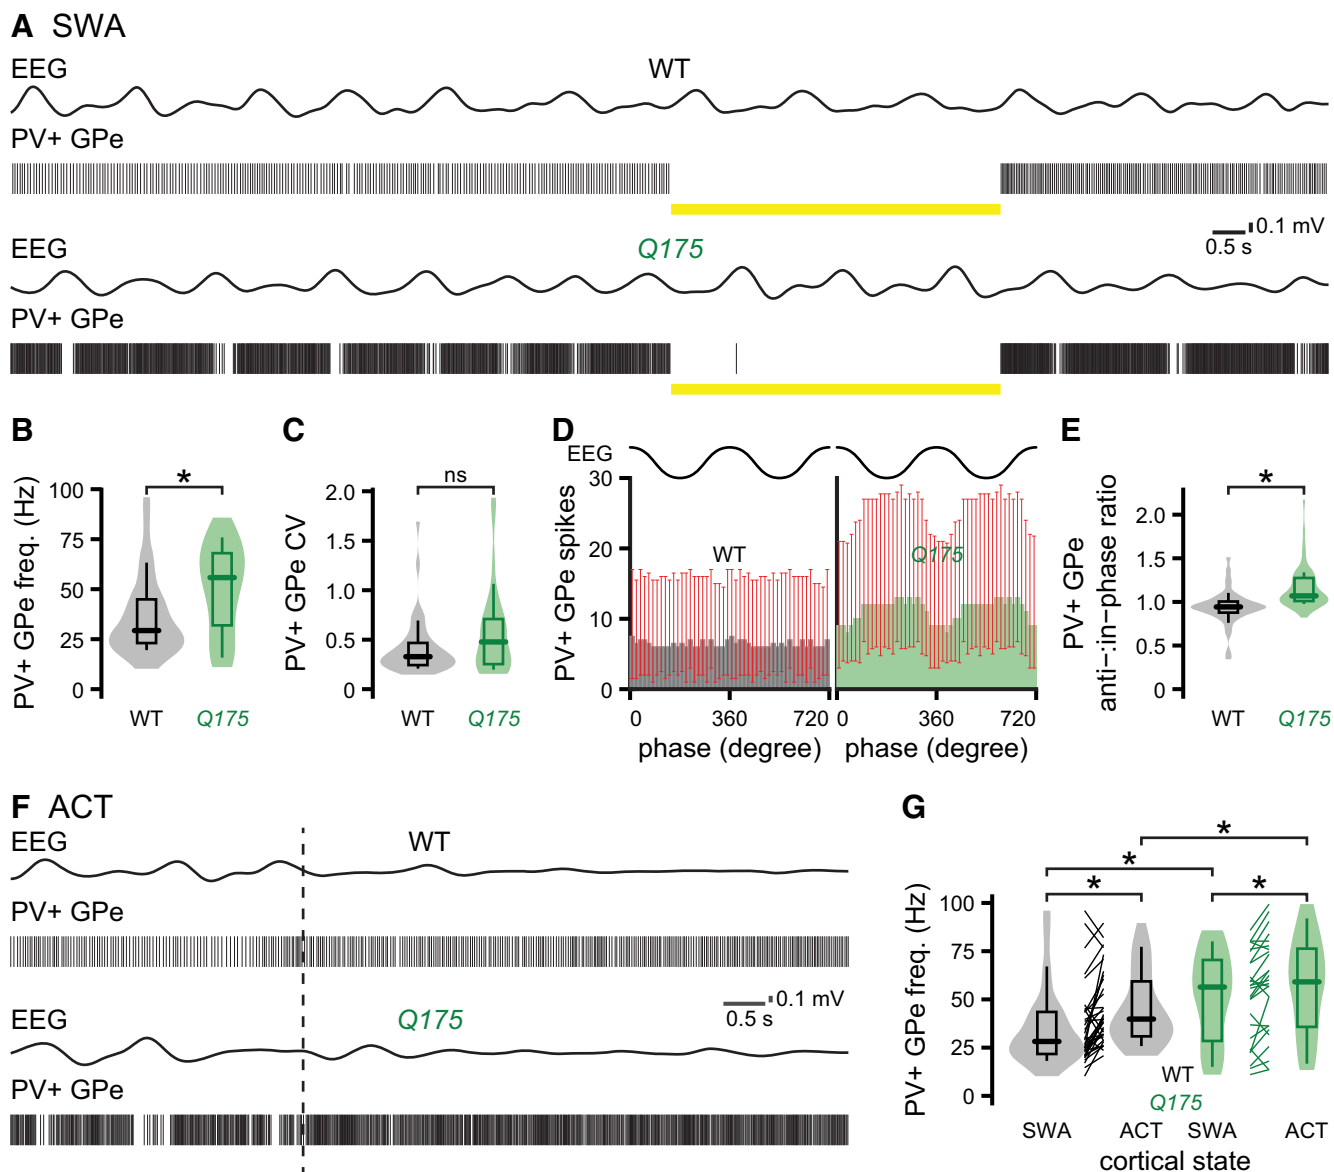 A SWA
EEG
WT
PV+ GPe
0.1 mV
0.5 s
EEG
Q175
PV+ GPe
B
PV+ GPe freq. (Hz)
100
75
50
25
0
*
WT
Q175
C
PV+ GPe CV
2.0
1.5
1.0
0.5
0
ns
WT
Q175
D
EEG
PV+ GPe spikes
30
20
10
0
WT
Q175
0
360
720
0
360
720
phase (degree)
phase (degree)
E
PV+ GPe
anti–:in–phase ratio
2.0
1.5
1.0
0.5
0
*
WT
Q175
F ACT
EEG
WT
PV+ GPe
0.1 mV
0.5 s
EEG
Q175
PV+ GPe
G
PV+ GPe freq. (Hz)
100
75
50
25
0
*
*
*
*
WT
Q175
SWA
ACT
SWA
ACT
cortical state